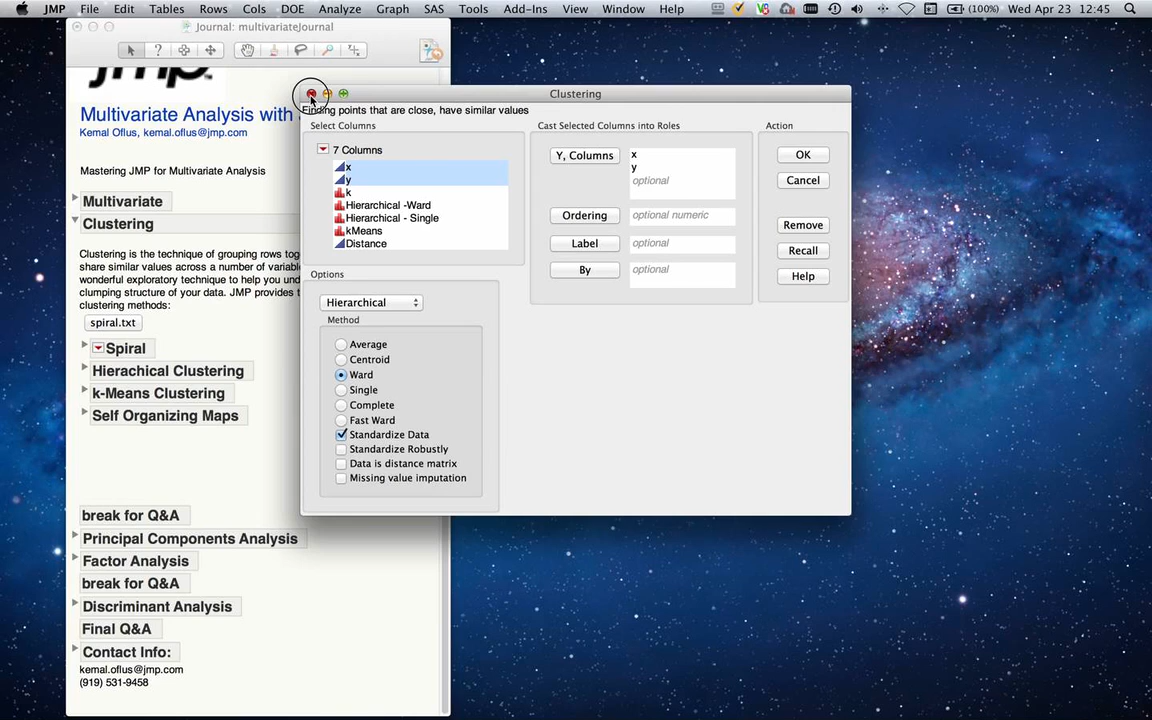 JMP File Edit Tables Rows Cols DOE Analyze Graph SAS Tools Add-Ins View Window Help (100%) Wed Apr 23 12:45
Journal: multivariateJournal
jmp
Multivariate Analysis with
Kemal Oflus, kemal.oflus@jmp.com
Mastering JMP for Multivariate Analysis
Multivariate
Clustering
Clustering is the technique of grouping rows tog
share similar values across a number of variable
wonderful exploratory technique to help you und
clumping structure of your data. JMP provides t
clustering methods:
spiral.txt
Spiral
Hierachical Clustering
k-Means Clustering
Self Organizing Maps
break for Q&A
Principal Components Analysis
Factor Analysis
break for Q&A
Discriminant Analysis
Final Q&A
Contact Info:
kemal.oflus@jmp.com
(919) 531-9458
Clustering
Finding points that are close, have similar values
Select Columns
7 Columns
x
y
k
Hierarchical -Ward
Hierarchical - Single
kMeans
Distance
Options
Hierarchical
Method
Average
Centroid
Ward
Single
Complete
Fast Ward
Standardize Data
Standardize Robustly
Data is distance matrix
Missing value imputation
Cast Selected Columns into Roles
Y, Columns
x
y
optional
Ordering
optional numeric
Label
optional
By
optional
Action
OK
Cancel
Remove
Recall
Help